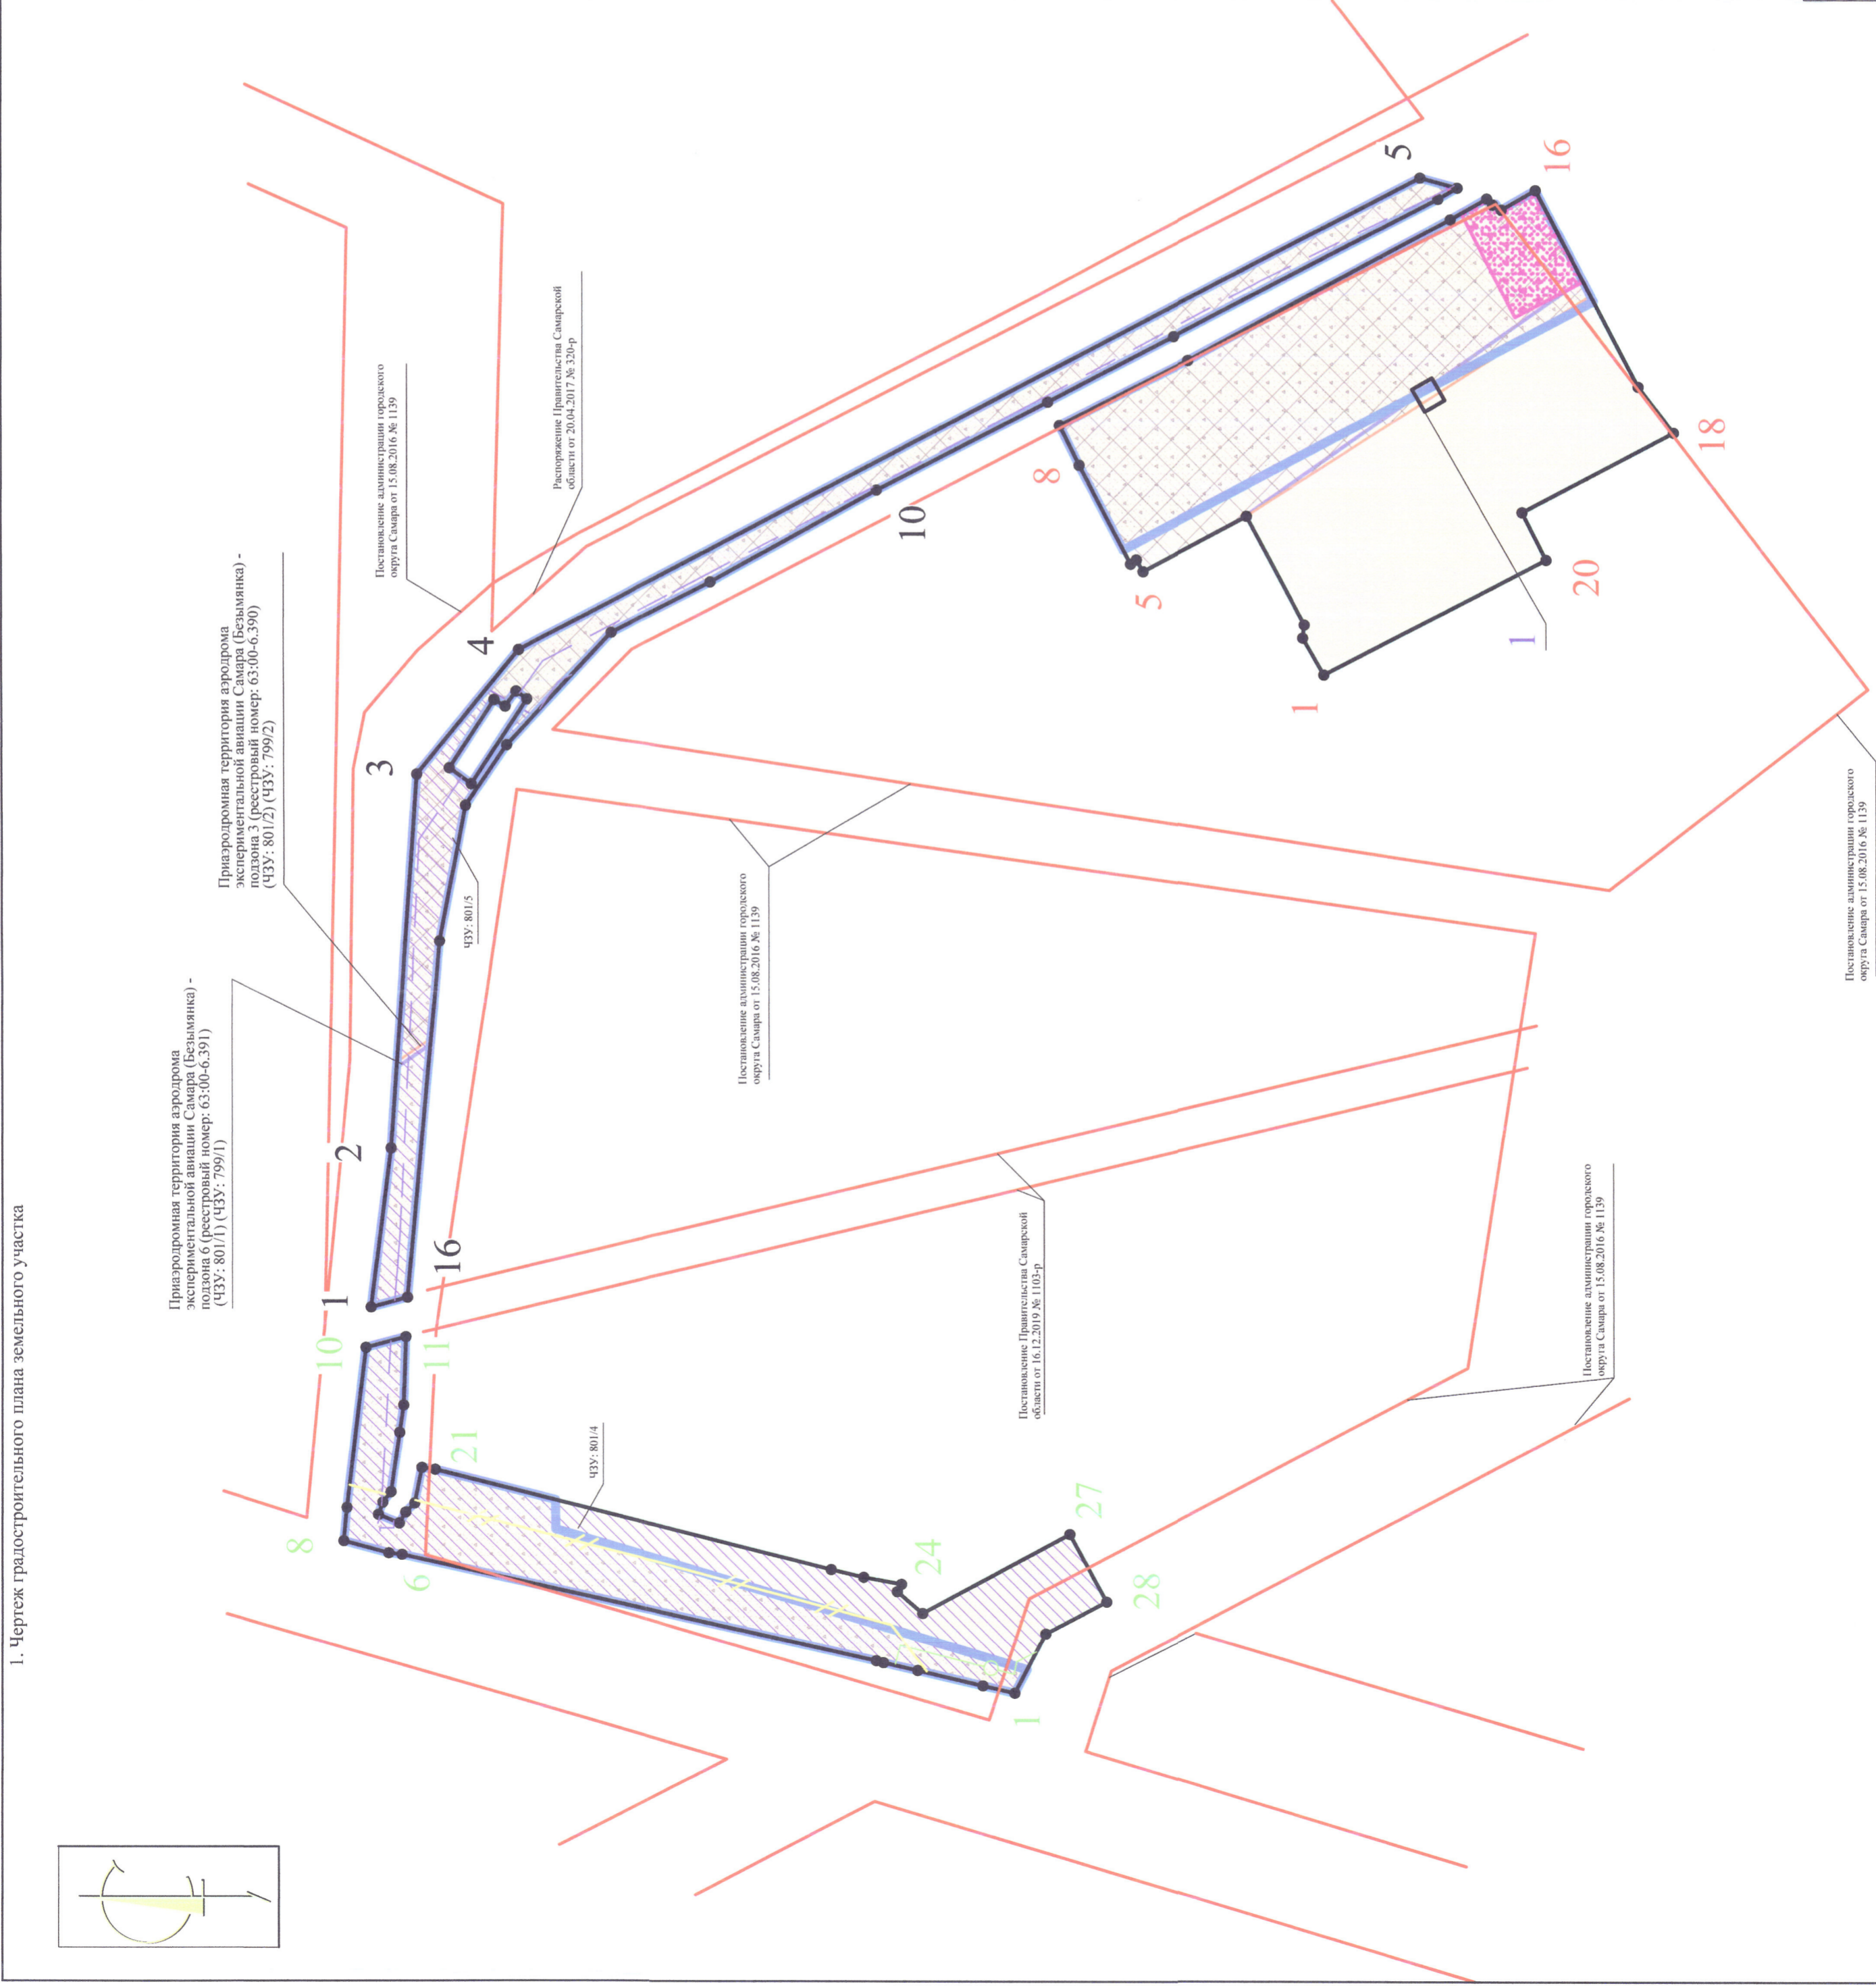 1. Чертеж градостроительного плана земельного участка
Приаэродромная территория аэродрома
экспериментальной авиации Самара (Безымянка) -
подзона 6 (реестровый номер: 63:00-6.391)
(ЧЗУ: 801/1) (ЧЗУ: 799/1)
Приаэродромная территория аэродрома
экспериментальной авиации Самара (Безымянка) -
подзона 3 (реестровый номер: 63:00-6.390)
(ЧЗУ: 801/2) (ЧЗУ: 799/2)
Постановление администрации городского
округа Самара от 15.08.2016 № 1139
Распоряжение Правительства Самарской
области от 20.04.2017 № 320-р
8
10
1
2
3
4
5
6
11
16
10
21
24
27
28
1
ЧЗУ: 801/4
ЧЗУ: 801/5
Постановление администрации городского
округа Самара от 15.08.2016 № 1139
Постановление Правительства Самарской
области от 16.12.2019 № 1103-р
8
5
1
16
18
20
1
Постановление администрации городского
округа Самара от 15.08.2016 № 1139
Постановление администрации городского
округа Самара от 15.08.2016 № 1139